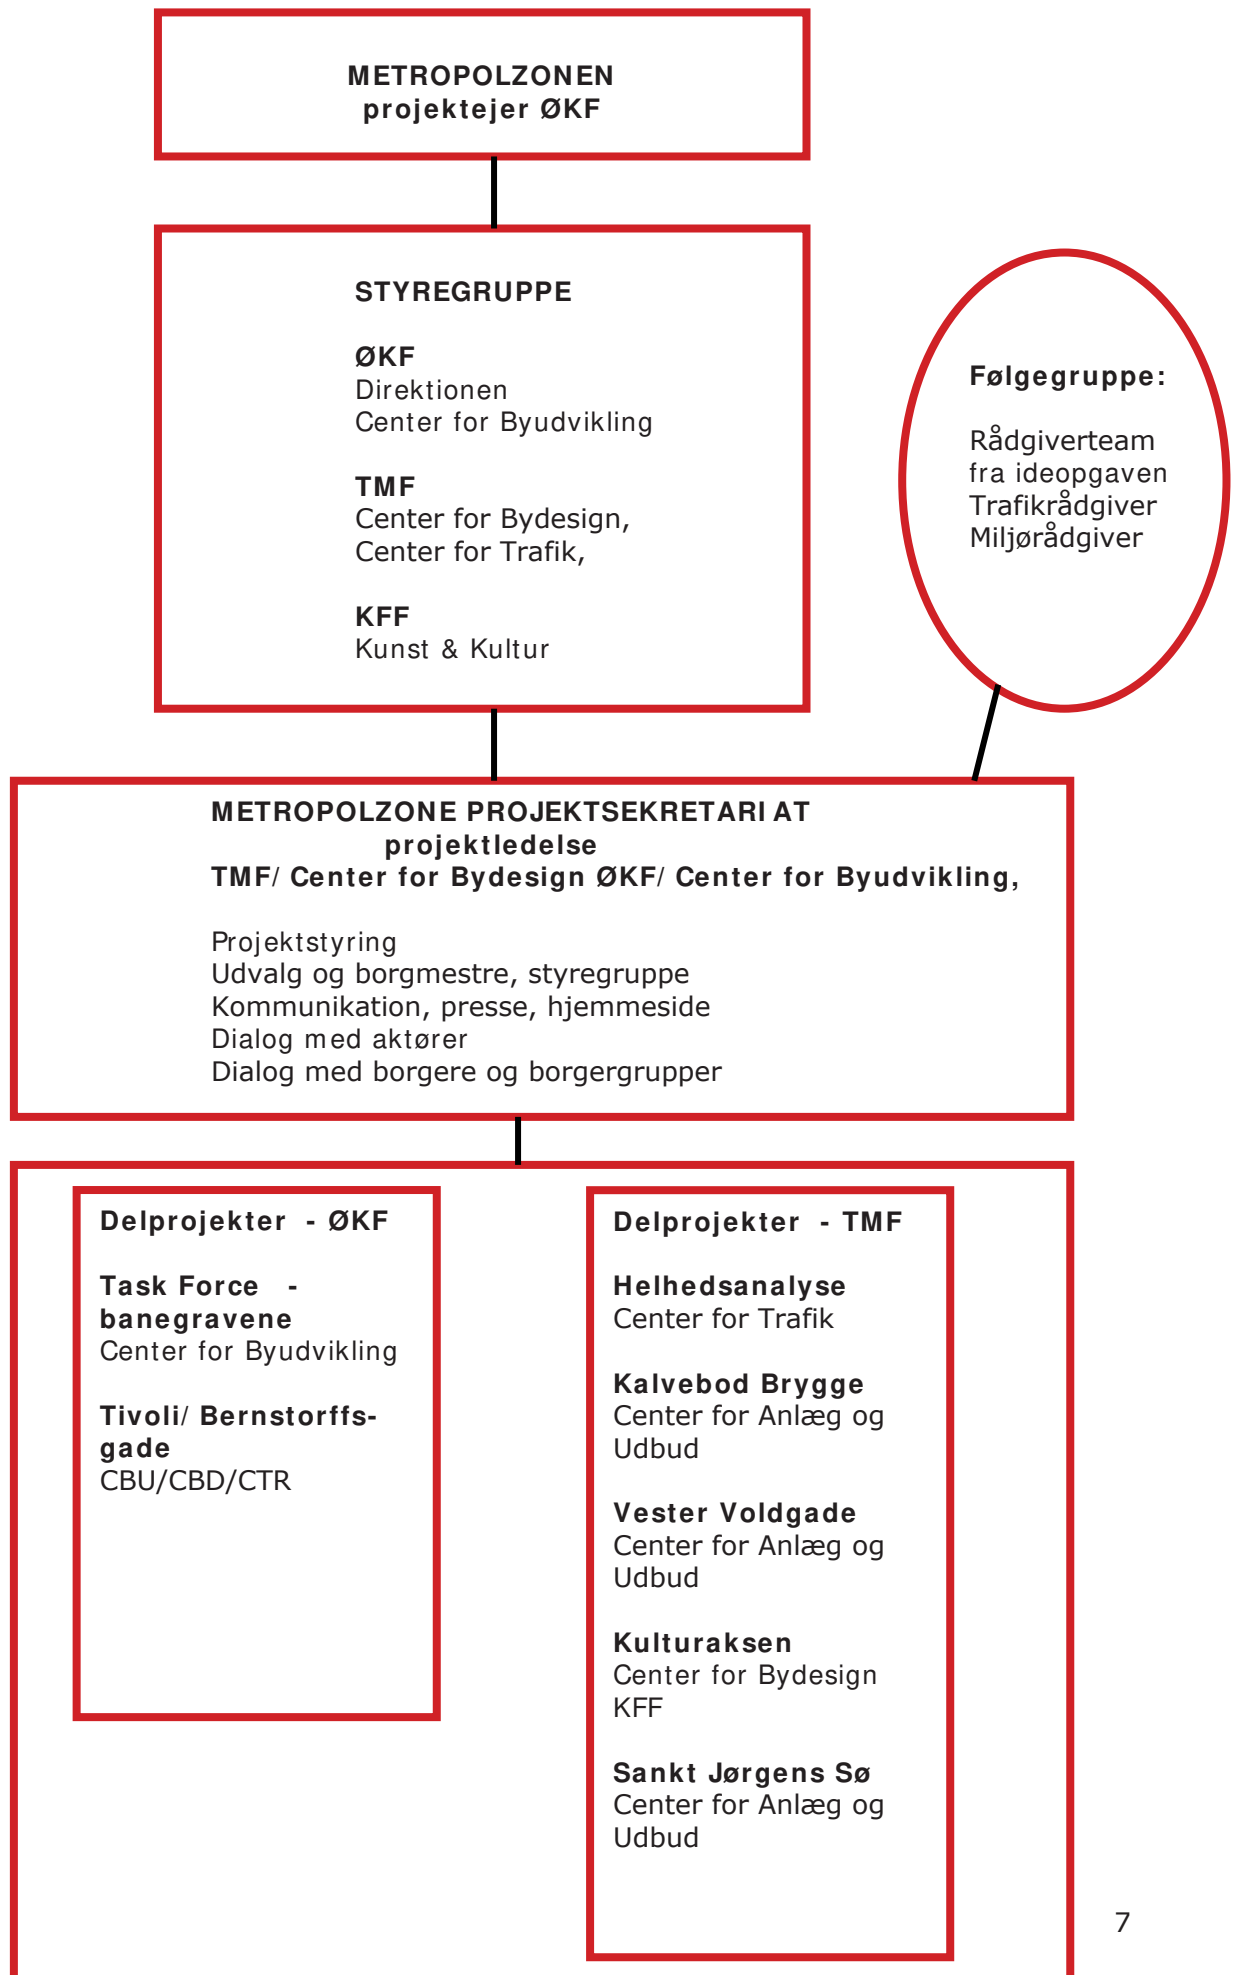 METROPOLZONEN
projektejer ØKF
STYREGRUPPE
ØKF
Direktionen
Center for Byudvikling
TMF
Center for Bydesign,
Center for Trafik,
KFF
Kunst & Kultur
Følgegruppe:
Rådgiverteam
fra ideopgaven
Trafikrådgiver
Miljørådgiver
METROPOLZONE PROJEKTSEKRETARIAT
projektledelse
TMF/ Center for Bydesign ØKF/ Center for Byudvikling,
Projektstyring
Udvalg og borgmestre, styregruppe
Kommunikation, presse, hjemmeside
Dialog med aktører
Dialog med borgere og borgergrupper
Delprojekter - ØKF
Task Force -
banegravene
Center for Byudvikling
Tivoli/ Bernstorffs-
gade
CBU/CBD/CTR
Delprojekter - TMF
Helhedsanalyse
Center for Trafik
Kalvebod Brygge
Center for Anlæg og
Udbud
Vester Voldgade
Center for Anlæg og
Udbud
Kulturaksen
Center for Bydesign
KFF
Sankt Jørgens Sø
Center for Anlæg og
Udbud
7